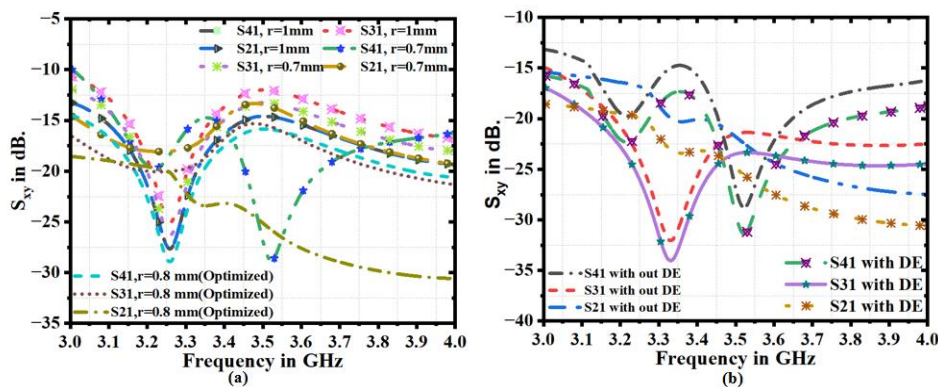 S41, r=1mm S31, r=1mm
S21,r=1mm S41, r=0.7mm
S31, r=0.7mm S21, r=0.7mm
−5
−10
−15
−20
−25
−30
−35
Sxy in dB.
S41,r=0.8 mm(Optimized)
S31,r=0.8 mm(Optimized)
S21,r=0.8 mm(Optimized)
3.0 3.1 3.2 3.3 3.4 3.5 3.6 3.7 3.8 3.9 4.0
Frequency in GHz
(a)
−10
−15
−20
−25
−30
−35
−40
Sxy in dB.
S41 with out DE
S31 with out DE
S21 with out DE
S41 with DE
S31 with DE
S21 with DE
3.0 3.1 3.2 3.3 3.4 3.5 3.6 3.7 3.8 3.9 4.0
Frequency in GHz
(b)